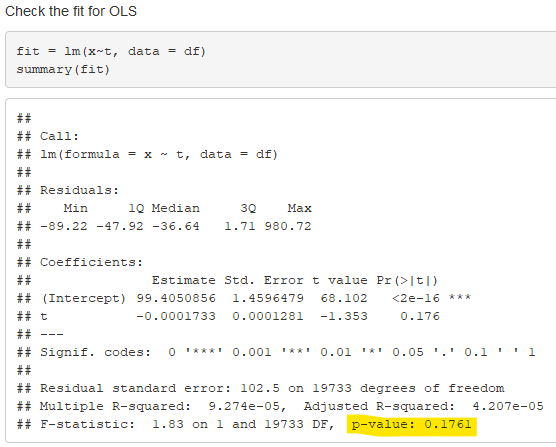 Check the fit for OLS
fit = lm(x~t, data = df)
summary(fit)
##
## Call:
## lm(formula = x ~ t, data = df)
##
## Residuals:
##    Min     1Q Median     3Q    Max
## -89.22 -47.92 -36.64   1.71 980.72
##
## Coefficients:
##               Estimate Std. Error t value Pr(>|t|)
## (Intercept) 99.4050856  1.4596479  68.102   <2e-16 ***
## t           -0.0001733  0.0001281  -1.353    0.176
## ---
## Signif. codes:  0 '***' 0.001 '**' 0.01 '*' 0.05 '.' 0.1 ' ' 1
##
## Residual standard error: 102.5 on 19733 degrees of freedom
## Multiple R-squared:  9.274e-05,  Adjusted R-squared:  4.207e-05
## F-statistic:  1.83 on 1 and 19733 DF,  p-value: 0.1761